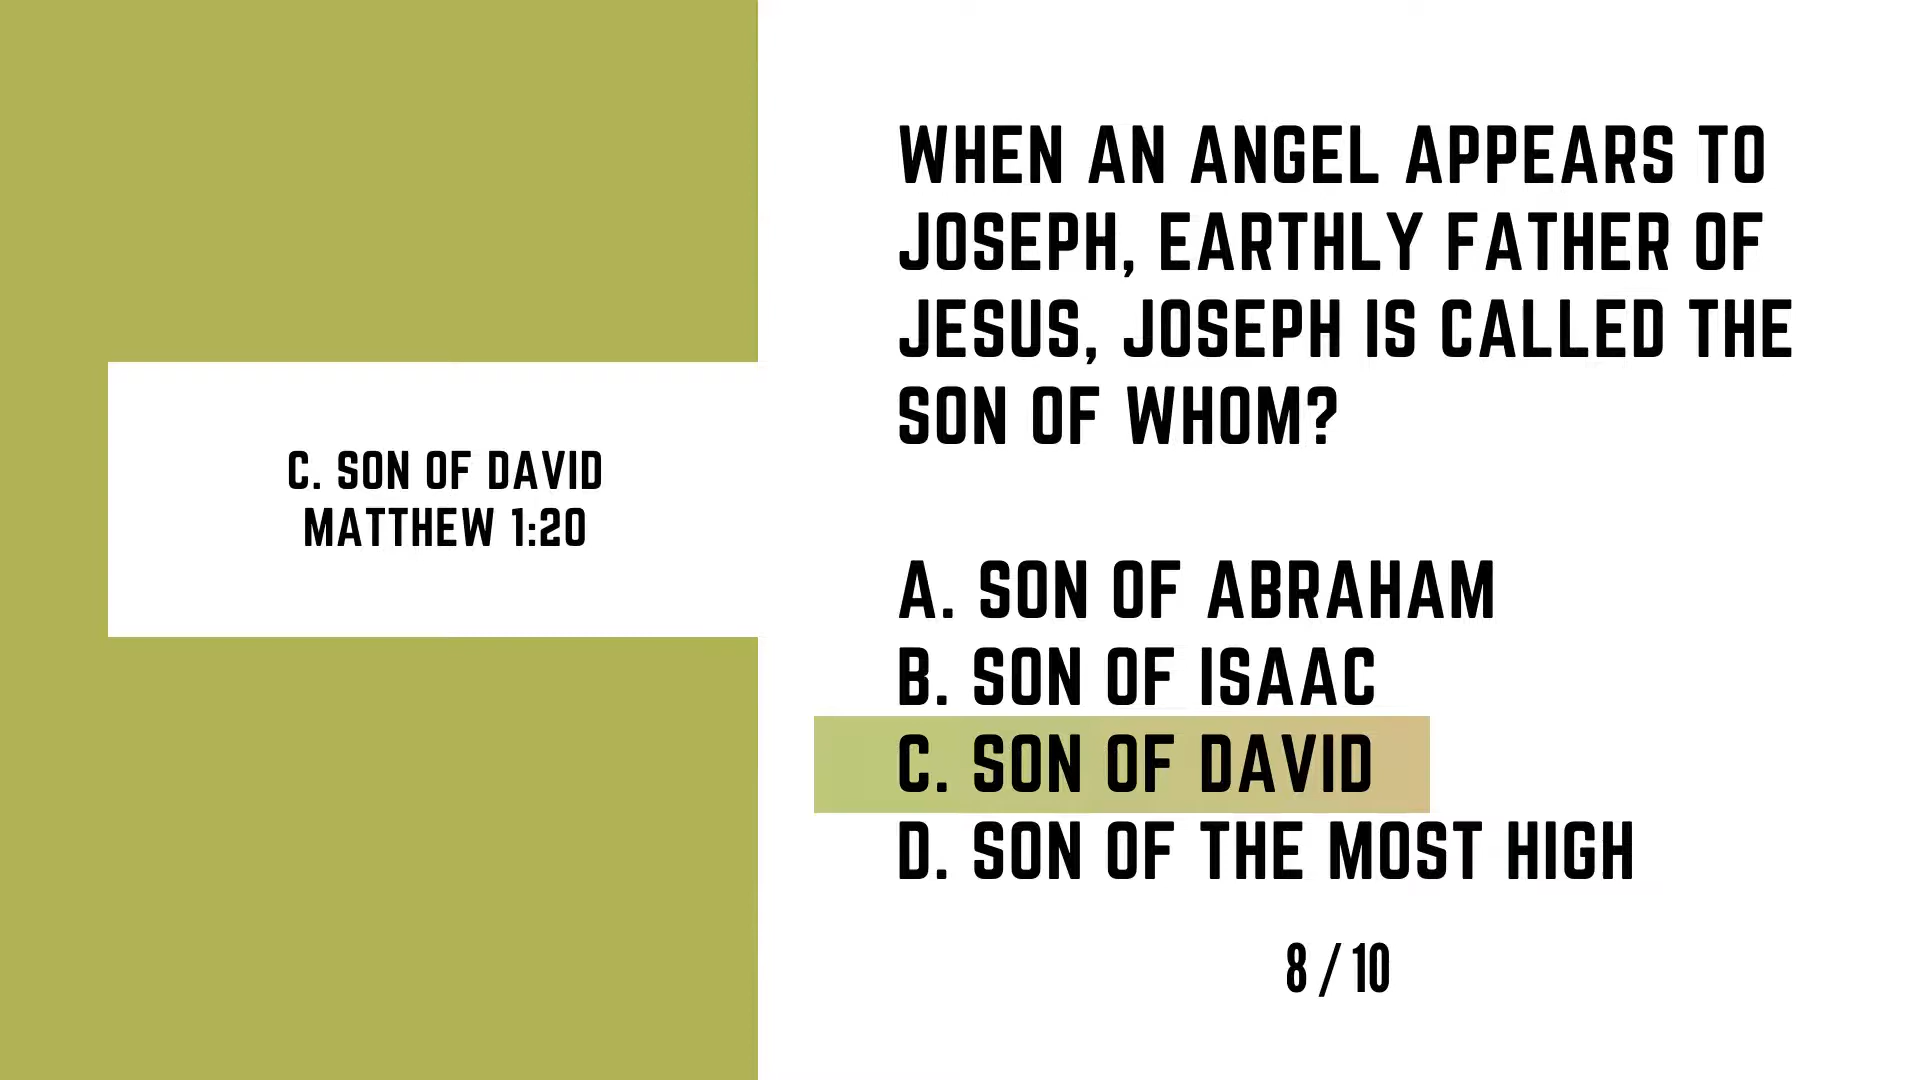 C. SON OF DAVID
MATTHEW 1:20
WHEN AN ANGEL APPEARS TO
JOSEPH, EARTHLY FATHER OF
JESUS, JOSEPH IS CALLED THE
SON OF WHOM?
A. SON OF ABRAHAM
B. SON OF ISAAC
C. SON OF DAVID
D. SON OF THE MOST HIGH
8 / 10